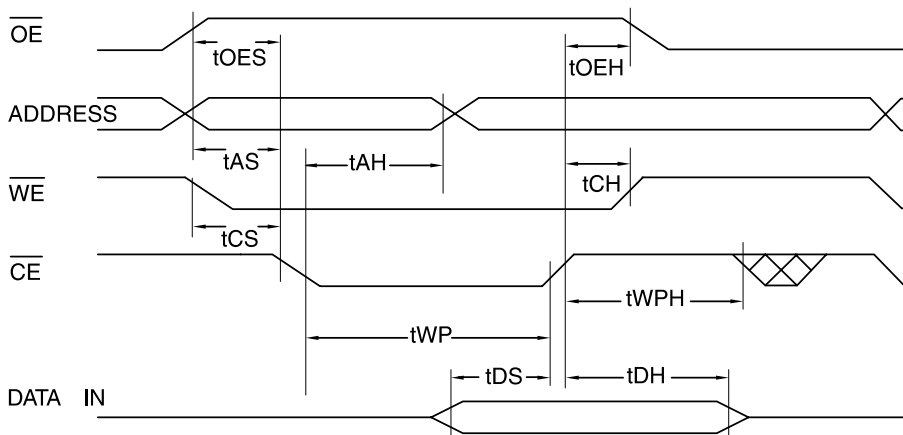 OE
tOES
tOEH
ADDRESS
tAS
tAH
WE
tCH
tCS
CE
tWPH
tWP
tDS
tDH
DATA IN